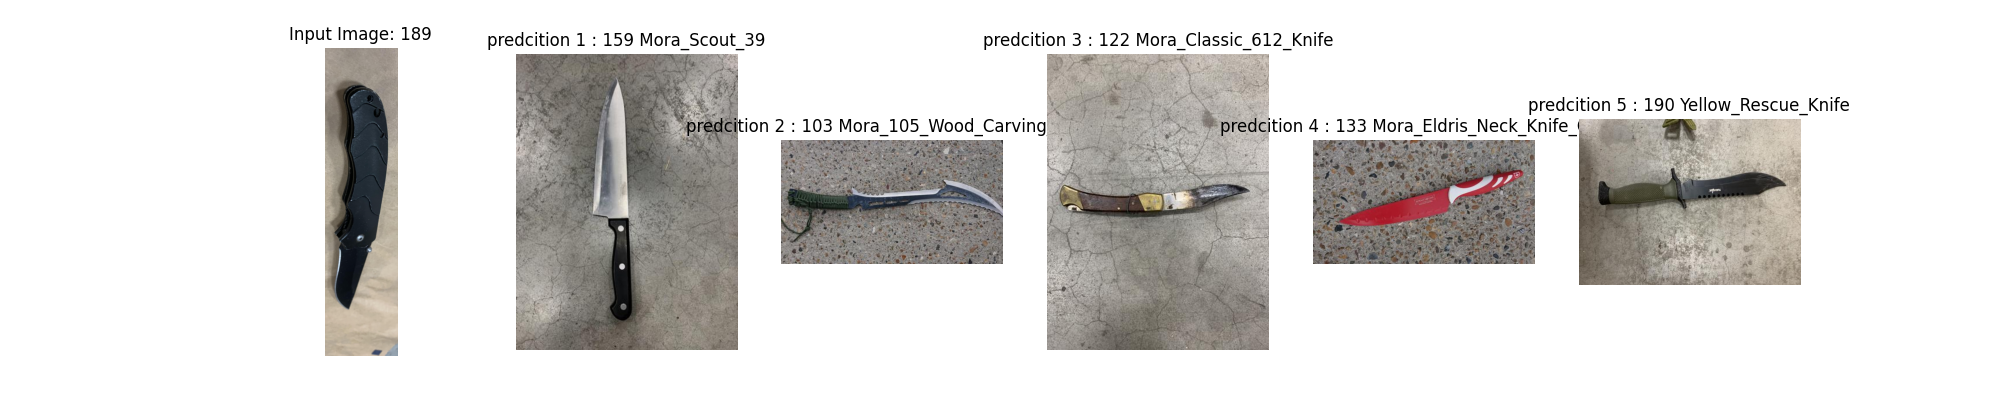 Input Image: 189
predcition 1 : 159 Mora_Scout_39
predcition 2 : 103 Mora_105_Wood_Carving
predcition 3 : 122 Mora_Classic_612_Knife
predcition 4 : 133 Mora_Eldris_Neck_Knife_
predcition 5 : 190 Yellow_Rescue_Knife